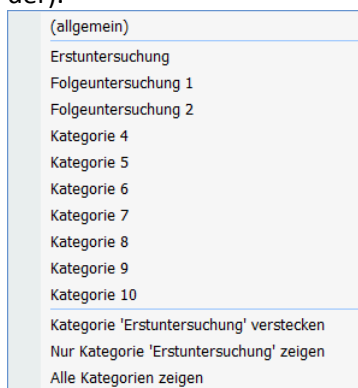 der).
(allgemein)
Erstuntersuchung
Folgeuntersuchung 1
Folgeuntersuchung 2
Kategorie 4
Kategorie 5
Kategorie 6
Kategorie 7
Kategorie 8
Kategorie 9
Kategorie 10
Kategorie 'Erstuntersuchung' verstecken
Nur Kategorie 'Erstuntersuchung' zeigen
Alle Kategorien zeigen